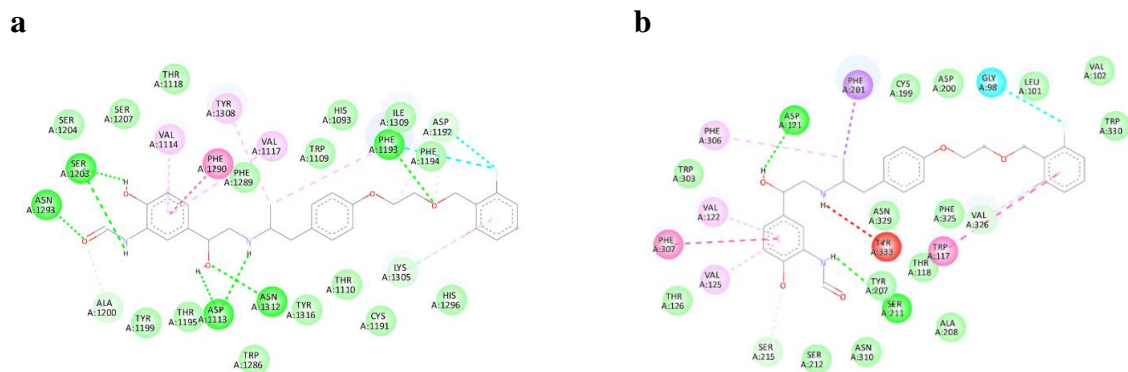 a
THR
A:1118
SER
A:1207
SER
A:1204
TYR
A:1308
HIS
A:1093
ILE
A:1309
ASP
A:1192
VAL
A:1114
VAL
A:1117
PHE
A:1193
TRP
A:1109
PHE
A:1194
SER
A:1203
PHE
A:1290
PHE
A:1289
ASN
A:1293
O
H
N
H
O
O
O
H
N
H
O
LYS
A:1305
ALA
A:1200
TYR
A:1199
THR
A:1195
ASP
A:1113
ASN
A:1312
TYR
A:1316
THR
A:1110
CYS
A:1191
HIS
A:1296
TRP
A:1286
b
PHE
A:201
CYS
A:199
ASP
A:200
GLY
A:98
LEU
A:101
VAL
A:102
ASP
A:121
TRP
A:330
PHE
A:306
TRP
A:303
H
O
N
H
O
O
VAL
A:122
ASN
A:329
PHE
A:325
VAL
A:326
PHE
A:307
A:333
TRP
A:117
THR
A:118
VAL
A:125
N
H
O
O
TYR
A:207
SER
A:211
THR
A:126
ALA
A:208
SER
A:215
SER
A:212
ASN
A:310